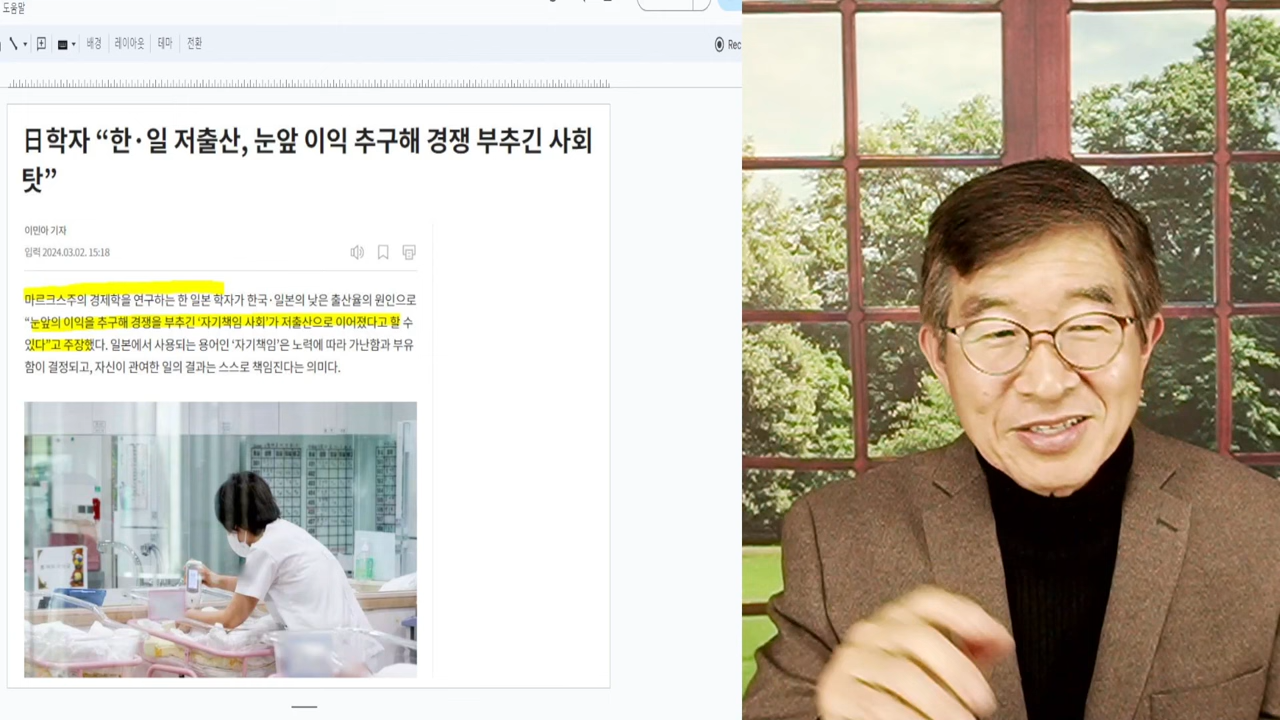 도움말
배경 레이아웃 테마 전환
Rec
日학자 “한·일 저출산, 눈앞 이익 추구해 경쟁 부추긴 사회
탓”
이민아 기자
입력 2024.03.02. 15:18
마르크스주의 경제학을 연구하는 한 일본 학자가 한국·일본의 낮은 출산율의 원인으로
“눈앞의 이익을 추구해 경쟁을 부추긴 ‘자기책임 사회’가 저출산으로 이어졌다고 할 수
있다”고 주장했다. 일본에서 사용되는 용어인 ‘자기책임’은 노력에 따라 가난함과 부유
함이 결정되고, 자신이 관여한 일의 결과는 스스로 책임진다는 의미다.